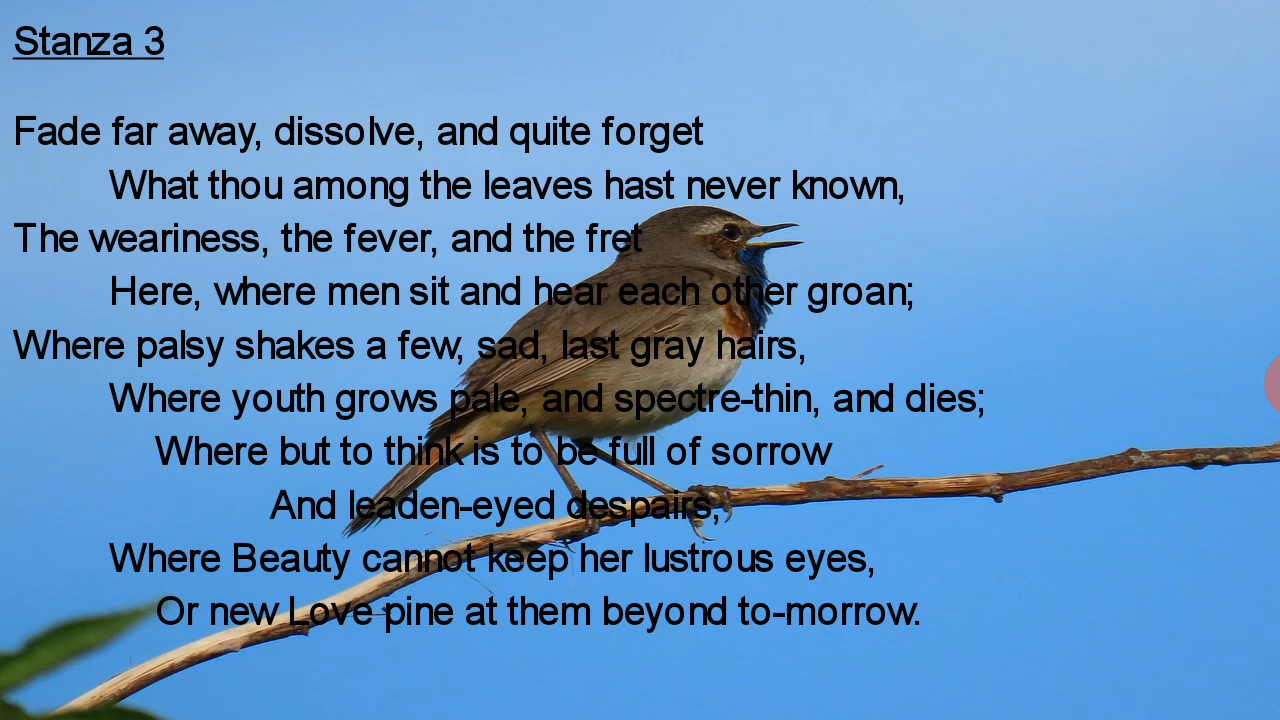 Stanza 3
Fade far away, dissolve, and quite forget
What thou among the leaves hast never known,
The weariness, the fever, and the fret
Here, where men sit and hear each other groan;
Where palsy shakes a few, sad, last gray hairs,
Where youth grows pale, and spectre-thin, and dies;
Where but to think is to be full of sorrow
And leaden-eyed despairs,
Where Beauty cannot keep her lustrous eyes,
Or new Love pine at them beyond to-morrow.